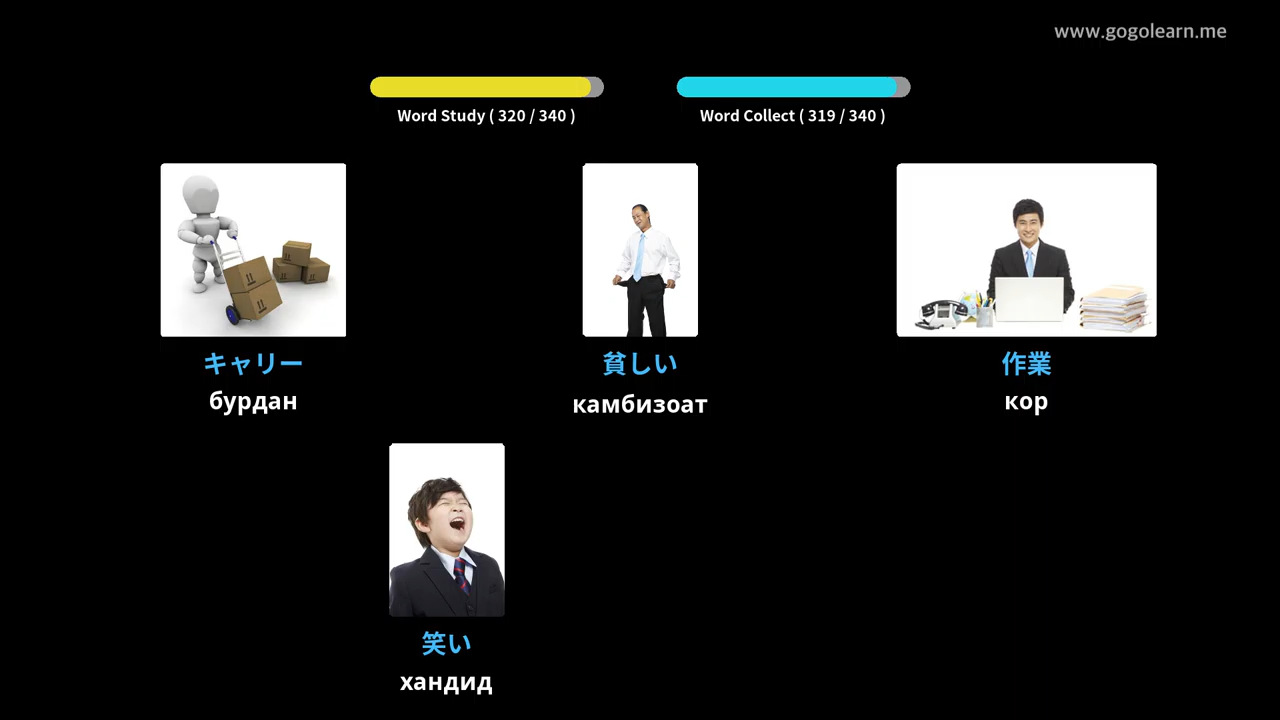 www.gogolearn.me
Word Study ( 320 / 340 )
Word Collect ( 319 / 340 )
キャリー
бурдан
貧しい
камбизоат
作業
кор
笑い
хандид